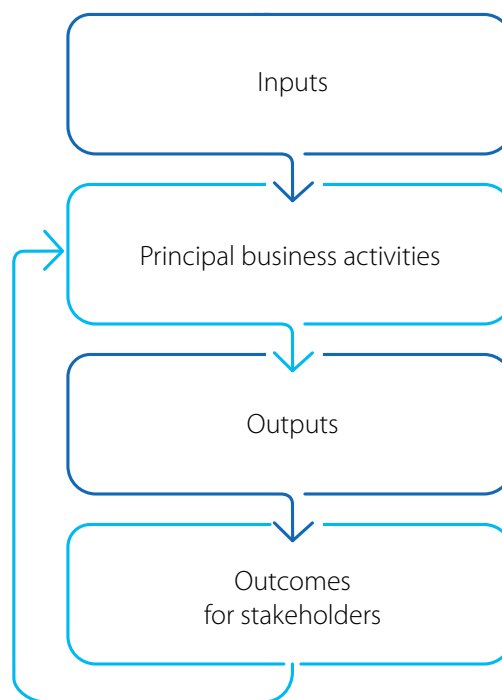 Inputs
Principal business activities
Outputs
Outcomes
for stakeholders